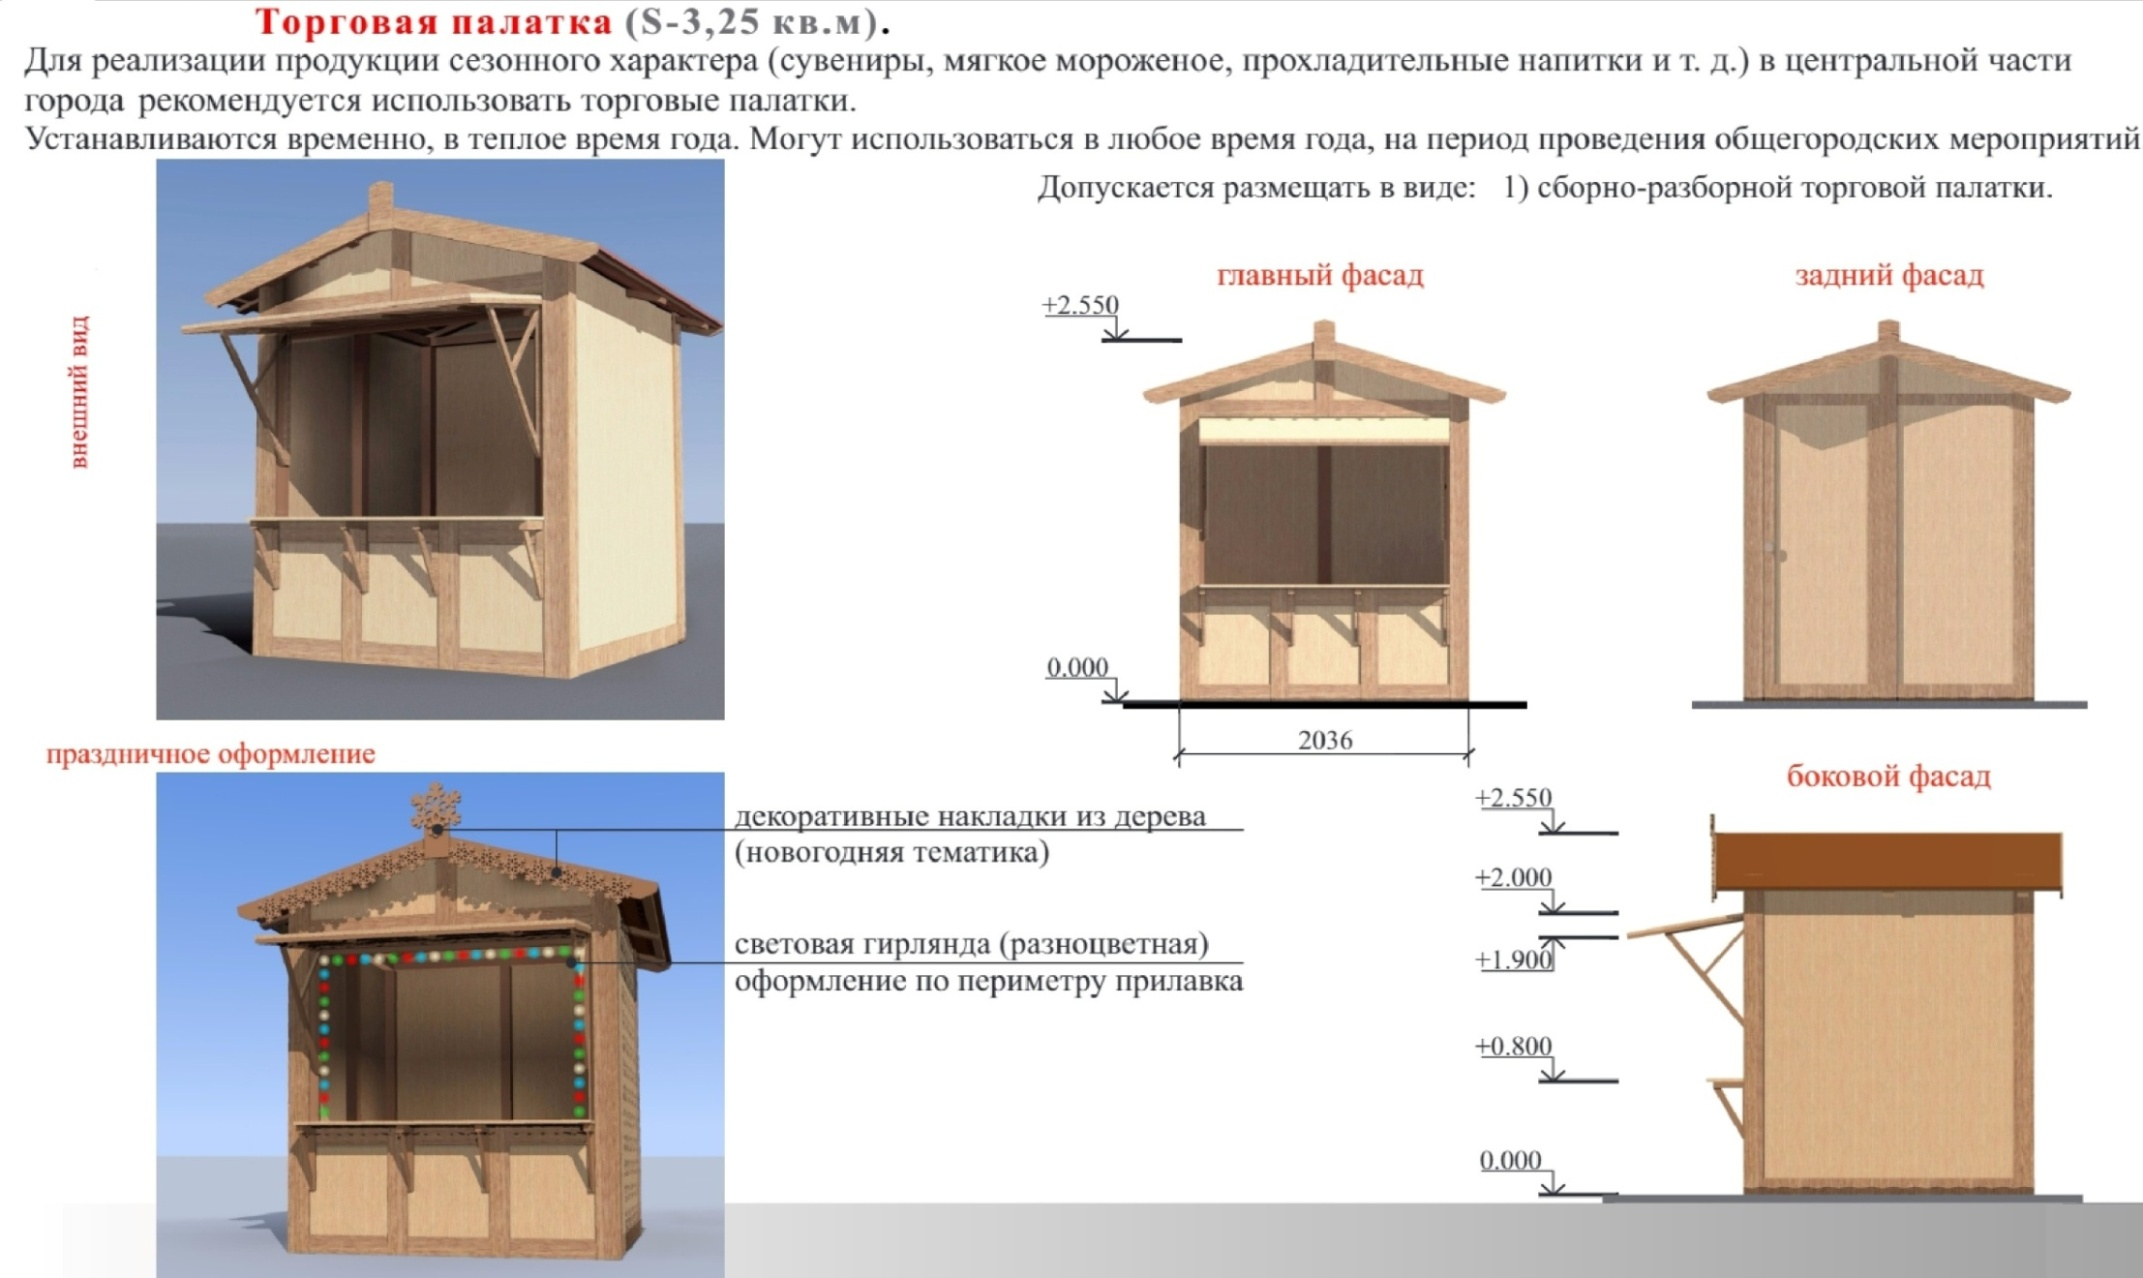 Торговая палатка (S-3,25 кв.м).
Для реализации продукции сезонного характера (сувениры, мягкое мороженое, прохладительные напитки и т. д.) в центральной части
города рекомендуется использовать торговые палатки.
Устанавливаются временно, в теплое время года. Могут использоваться в любое время года, на период проведения общегородских мероприятий
Допускается размещать в виде: 1) сборно-разборной торговой палатки.
внешний вид
главный фасад
задний фасад
+2.550
0.000
2036
праздничное оформление
декоративные накладки из дерева
(новогодняя тематика)
световая гирлянда (разноцветная)
оформление по периметру прилавка
боковой фасад
+2.550
+2.000
+1.900
+0.800
0.000